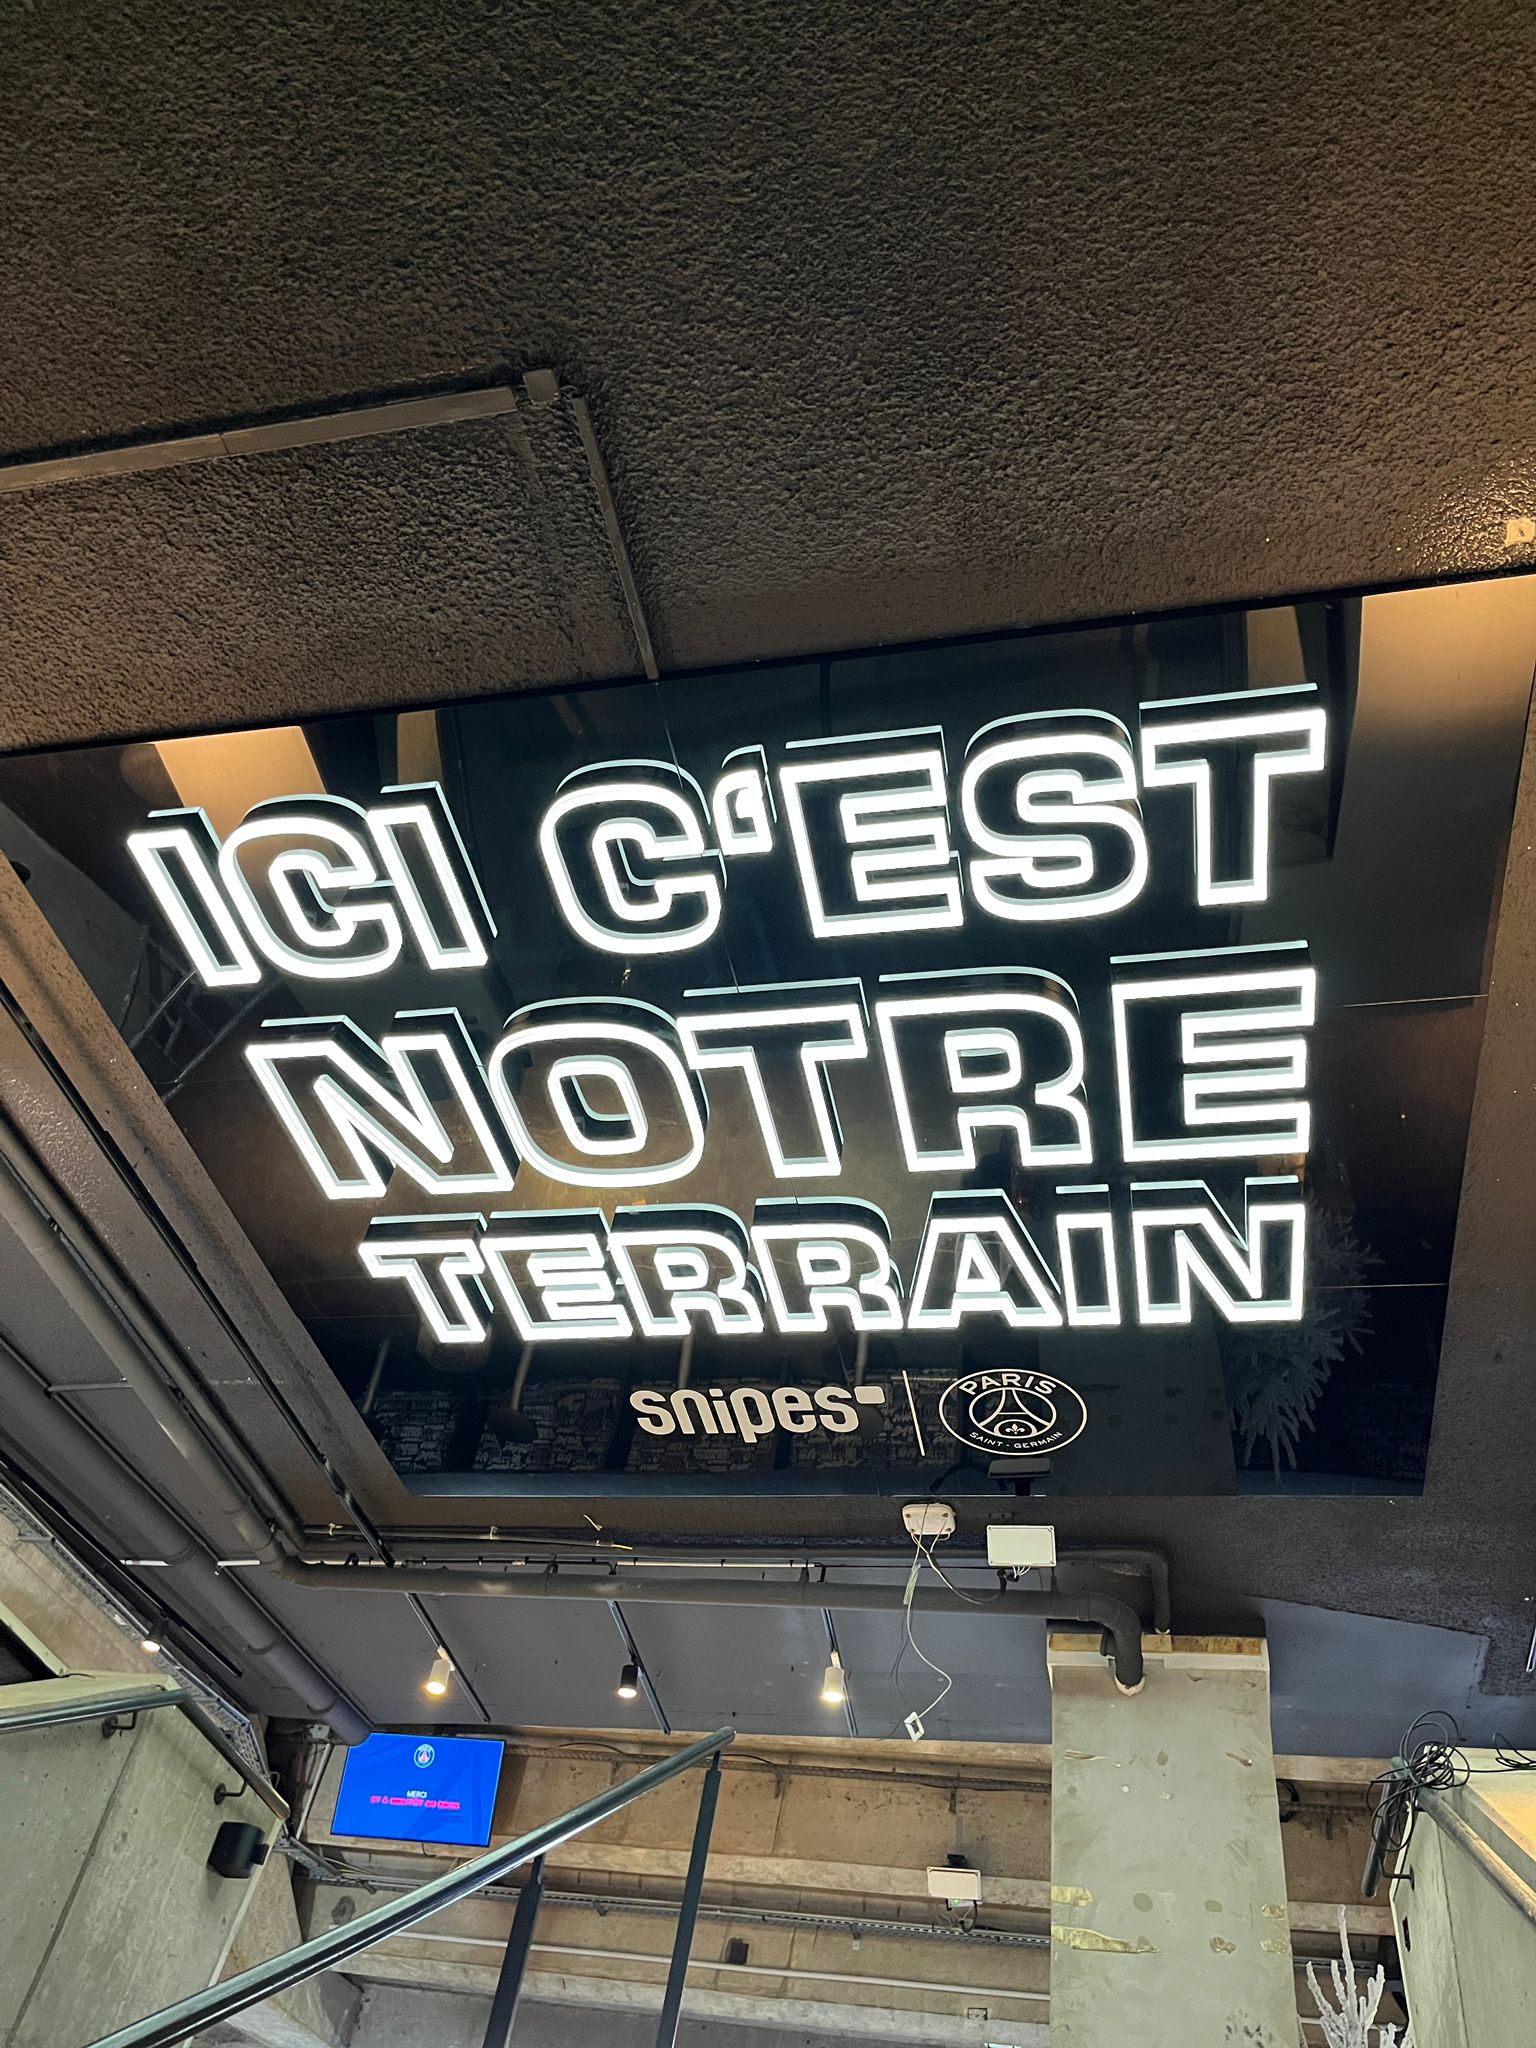 ICI C'EST
NOTRE
TERRAIN
snipes
PARIS
SAINT-GERMAIN
MERCI